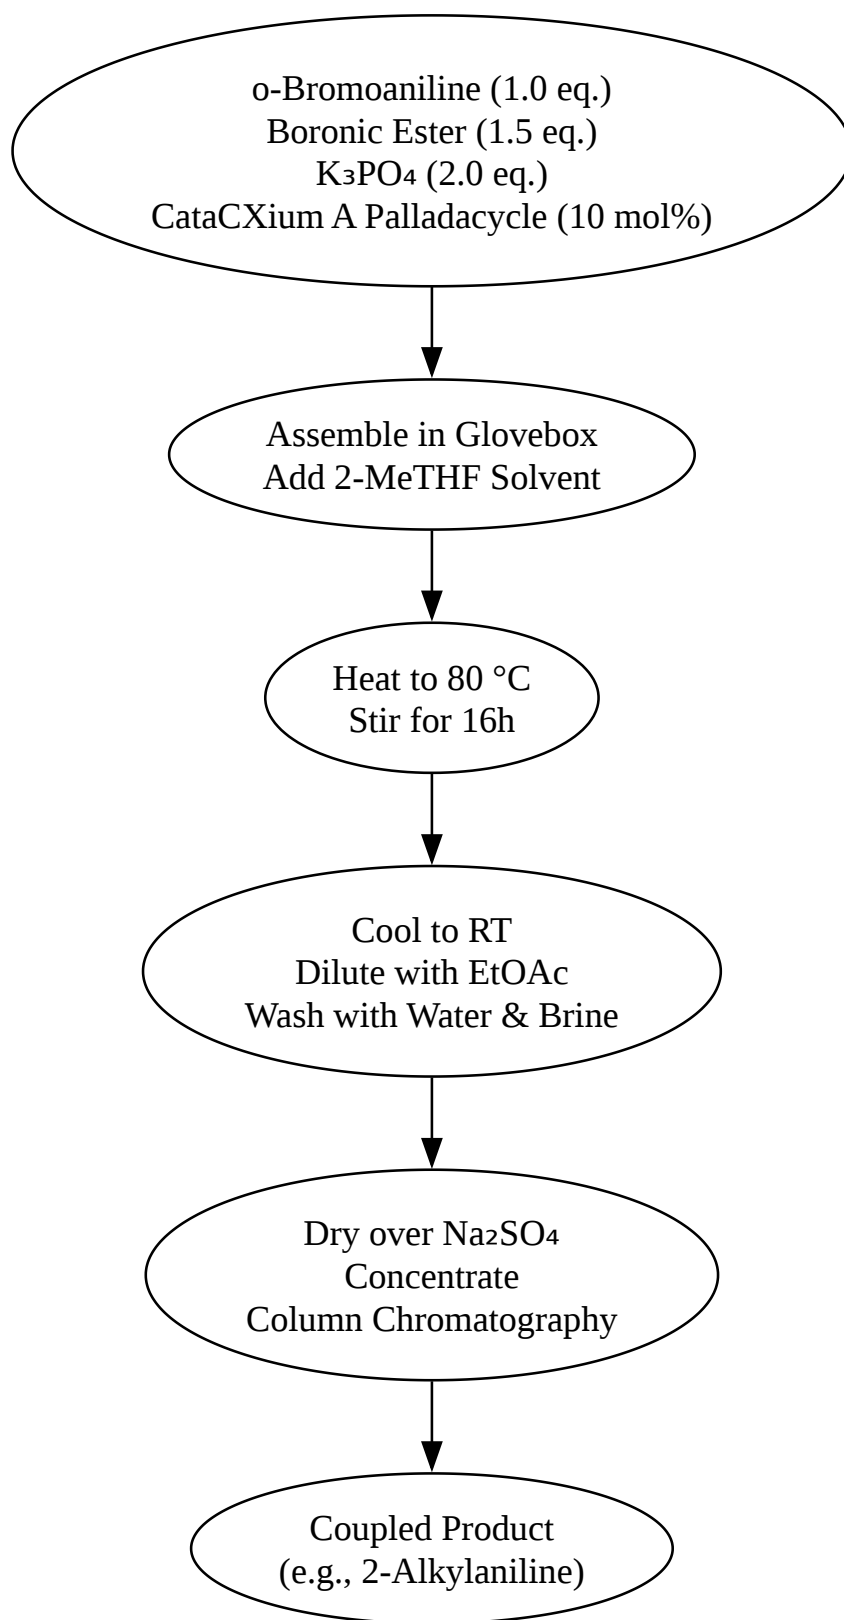 o-Bromoaniline (1.0 eq.)
Boronic Ester (1.5 eq.)
K₃PO₄ (2.0 eq.)
CataCXium A Palladacycle (10 mol%)
Assemble in Glovebox
Add 2-MeTHF Solvent
Heat to 80 °C
Stir for 16h
Cool to RT
Dilute with EtOAc
Wash with Water & Brine
Dry over Na₂SO₄
Concentrate
Column Chromatography
Coupled Product
(e.g., 2-Alkylaniline)